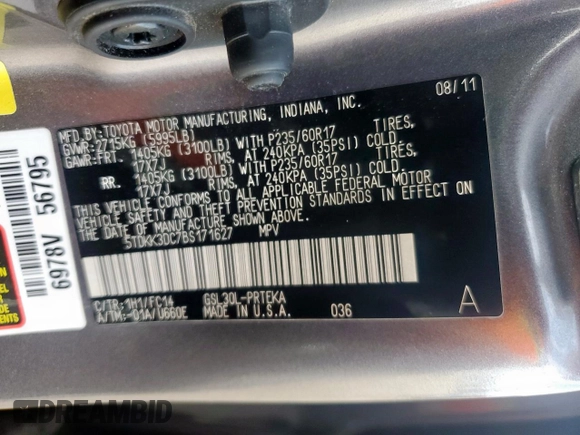 MFD.BY:TOYOTA MOTOR MANUFACTURING, INDIANA, INC. 08/11
GVWR:2715KG (5995LB)
GAWR:FRT. 1405KG (3100LB) WITH P235/60R17 TIRES,
17X7J RIMS, AT 240KPA (35PSI) COLD.
RR. 1405KG (3100LB) WITH P235/60R17 TIRES,
17X7J RIMS, AT 240KPA (35PSI) COLD.
THIS VEHICLE CONFORMS TO ALL APPLICABLE FEDERAL MOTOR
VEHICLE SAFETY AND THEFT PREVENTION STANDARDS IN EFFECT ON
THE DATE OF MANUFACTURE SHOWN ABOVE.
5TDKK3DC7BS171627 MPV
C/TR:1H1/FC14 GSL30L-PRTEKA
A/TM:-01A/U660E MADE IN U.S.A. 036 A
6978V 56795
DREAMBID